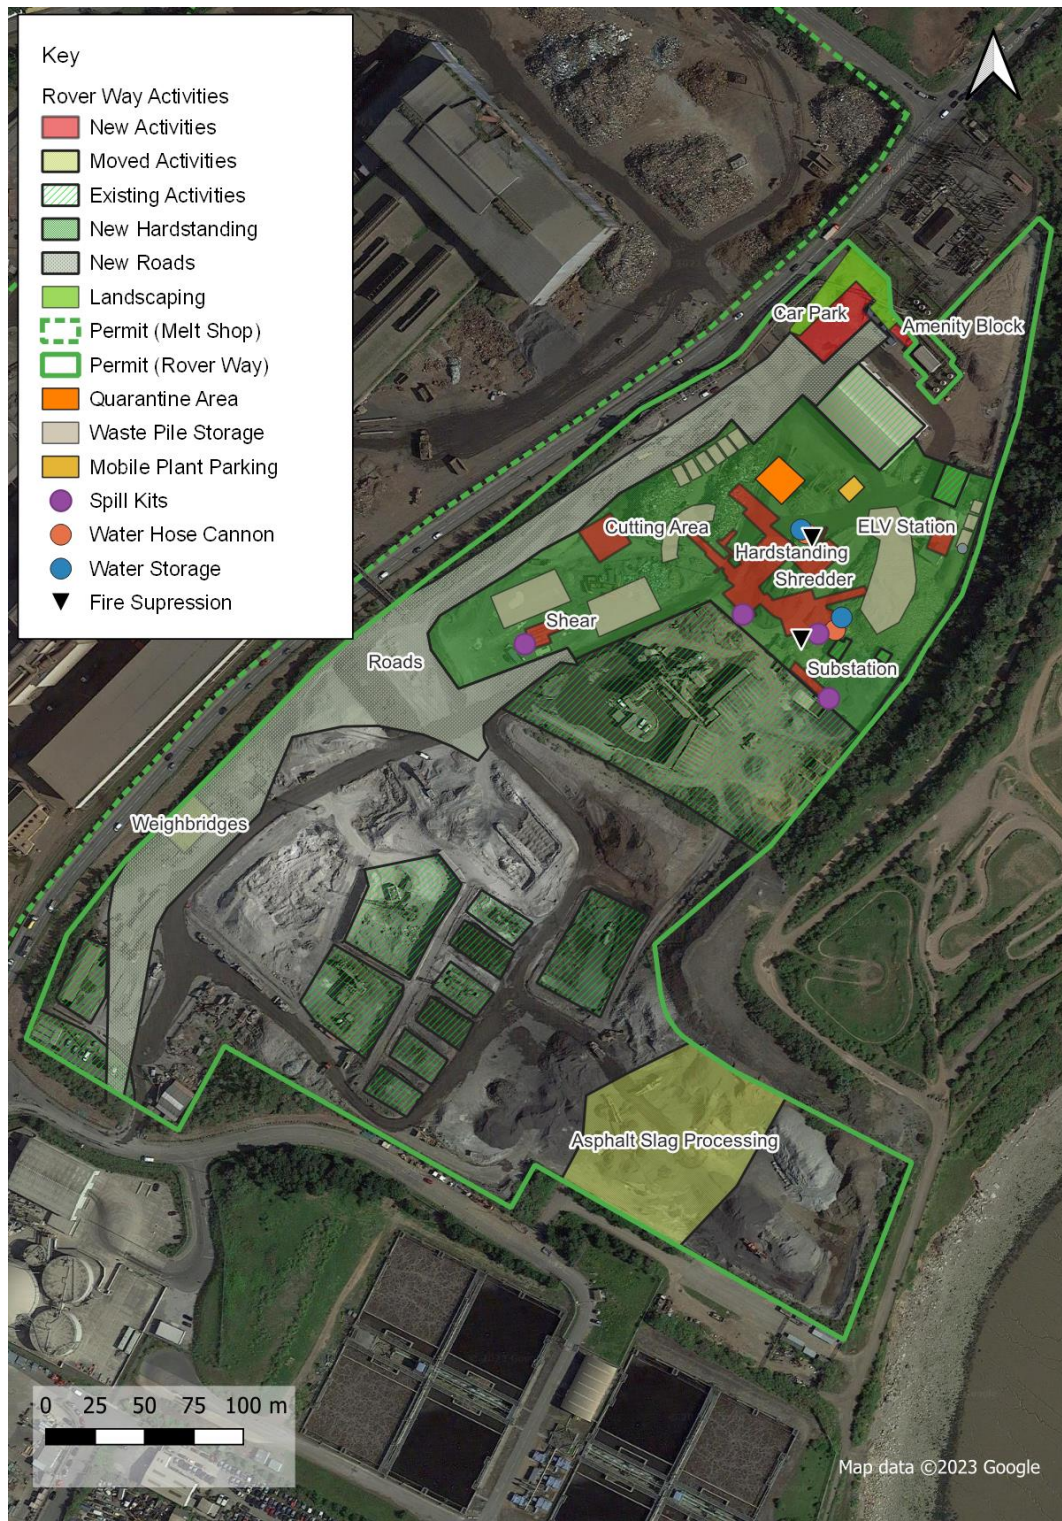 Key
Rover Way Activities
New Activities
Moved Activities
Existing Activities
New Hardstanding
New Roads
Landscaping
Permit (Melt Shop)
Permit (Rover Way)
Quarantine Area
Waste Pile Storage
Mobile Plant Parking
Spill Kits
Water Hose Cannon
Water Storage
Fire Supression
Car Park
Amenity Block
Cutting Area
ELV Station
Hardstanding
Shredder
Shear
Roads
Substation
Weighbridges
Asphalt Slag Processing
0 25 50 75 100 m
Map data ©2023 Google